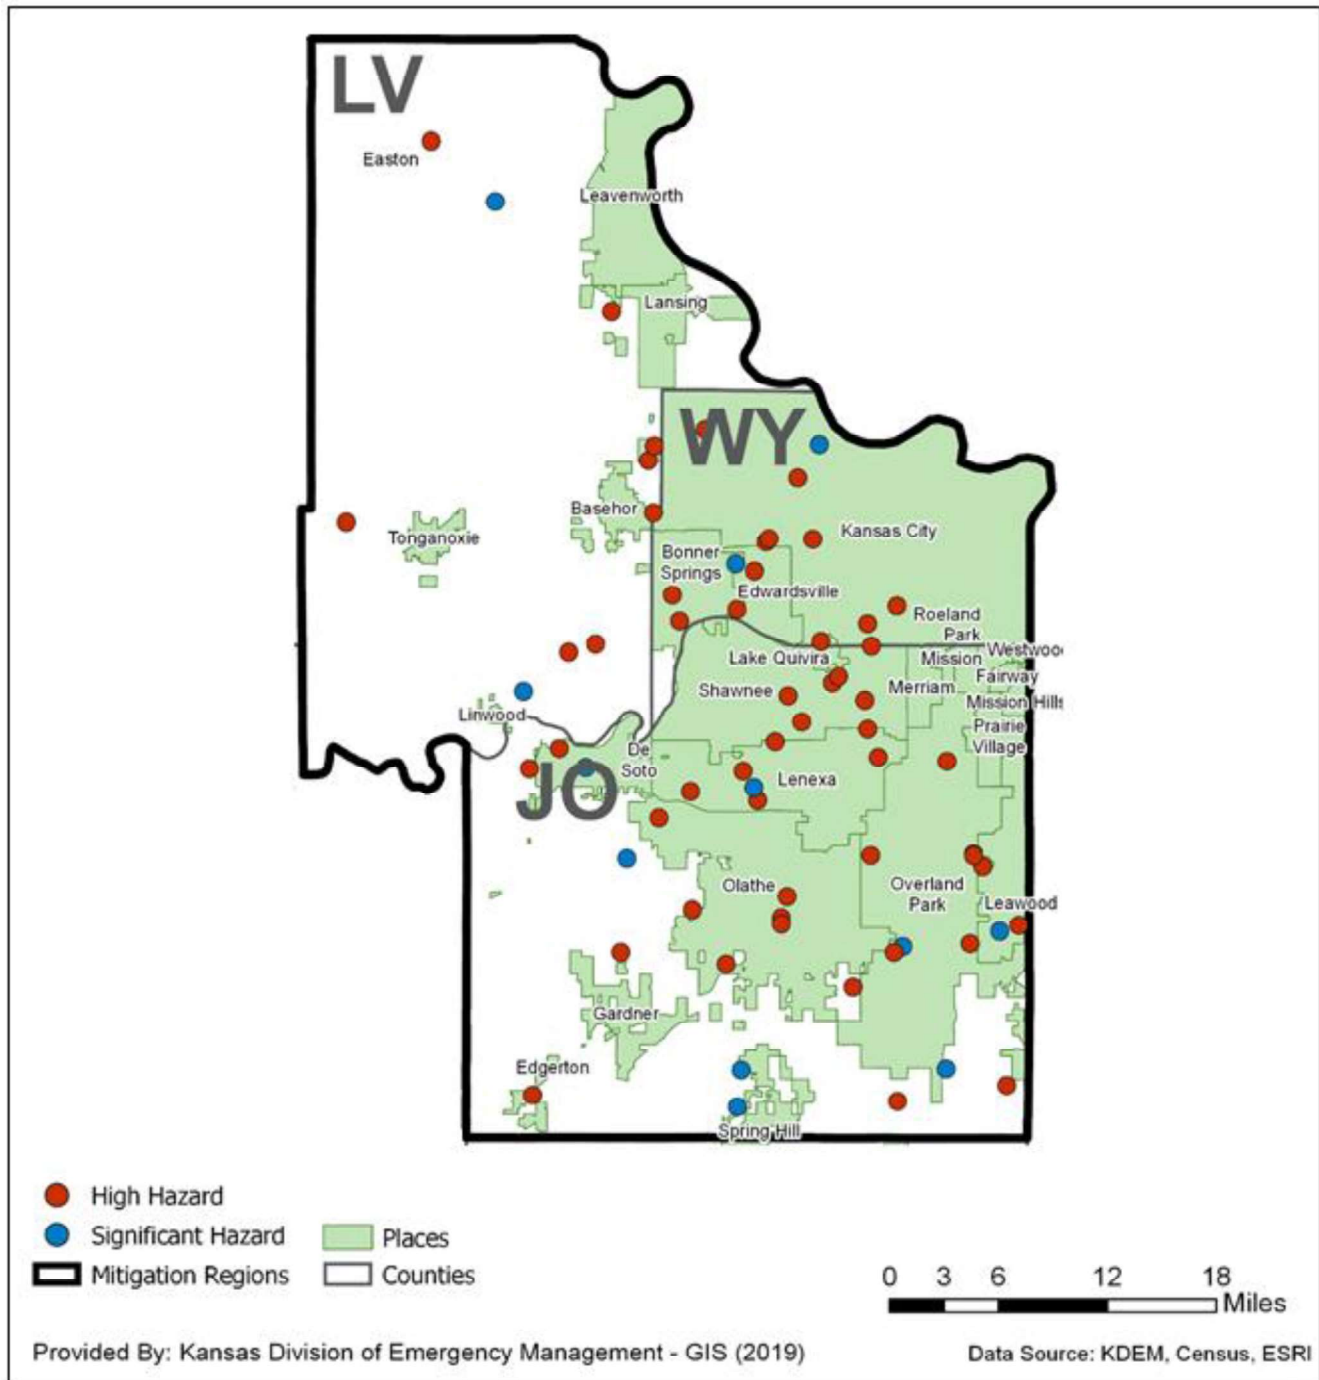 LV
Easton
Leavenworth
Lansing
WY
Basehor
Tonganoxie
Kansas City
Bonner
Springs
Edwardsville
Roeland
Park
Lake Quivira
Mission
Westwood
Fairway
Shawnee
Merriam
Mission Hills
Linwood
Prairie
Village
De
Soto
JO
Lenexa
Olathe
Overland
Park
Leawood
Gardner
Edgerton
Spring Hill
High Hazard
Significant Hazard
Places
Mitigation Regions
Counties
0 3 6 12 18
Miles
Provided By: Kansas Division of Emergency Management - GIS (2019)
Data Source: KDEM, Census, ESRI